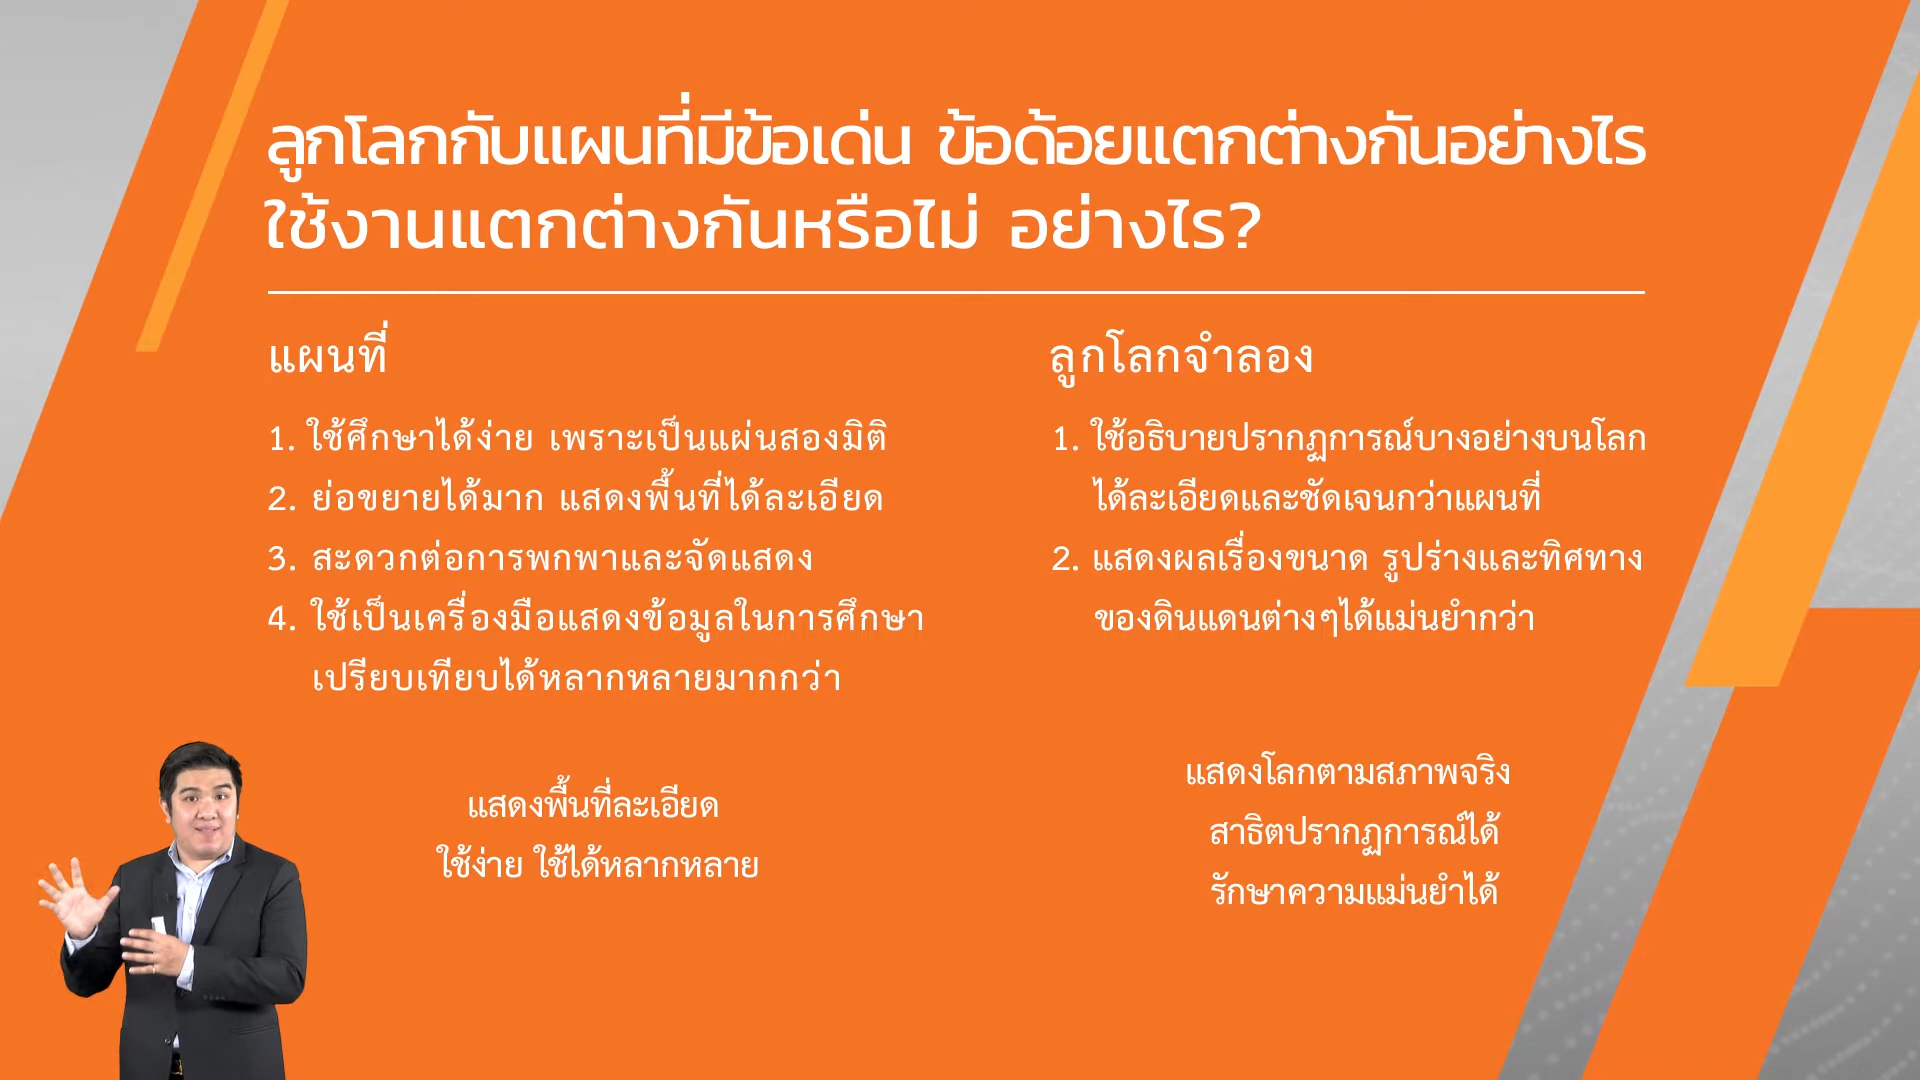 ลูกโลกกับแผนที่มีข้อเด่น ข้อด้อยแตกต่างกันอย่างไร
ใช้งานแตกต่างกันหรือไม่ อย่างไร?
แผนที่
1. ใช้ศึกษาได้ง่าย เพราะเป็นแผ่นสองมิติ
2. ย่อขยายได้มาก แสดงพื้นที่ได้ละเอียด
3. สะดวกต่อการพกพาและจัดแสดง
4. ใช้เป็นเครื่องมือแสดงข้อมูลในการศึกษา
เปรียบเทียบได้หลากหลายมากกว่า
แสดงพื้นที่ละเอียด
ใช้ง่าย ใช้ได้หลากหลาย
ลูกโลกจำลอง
1. ใช้อธิบายปรากฏการณ์บางอย่างบนโลก
ได้ละเอียดและชัดเจนกว่าแผนที่
2. แสดงผลเรื่องขนาด รูปร่างและทิศทาง
ของดินแดนต่างๆได้แม่นยำกว่า
แสดงโลกตามสภาพจริง
สาธิตปรากฏการณ์ได้
รักษาความแม่นยำได้